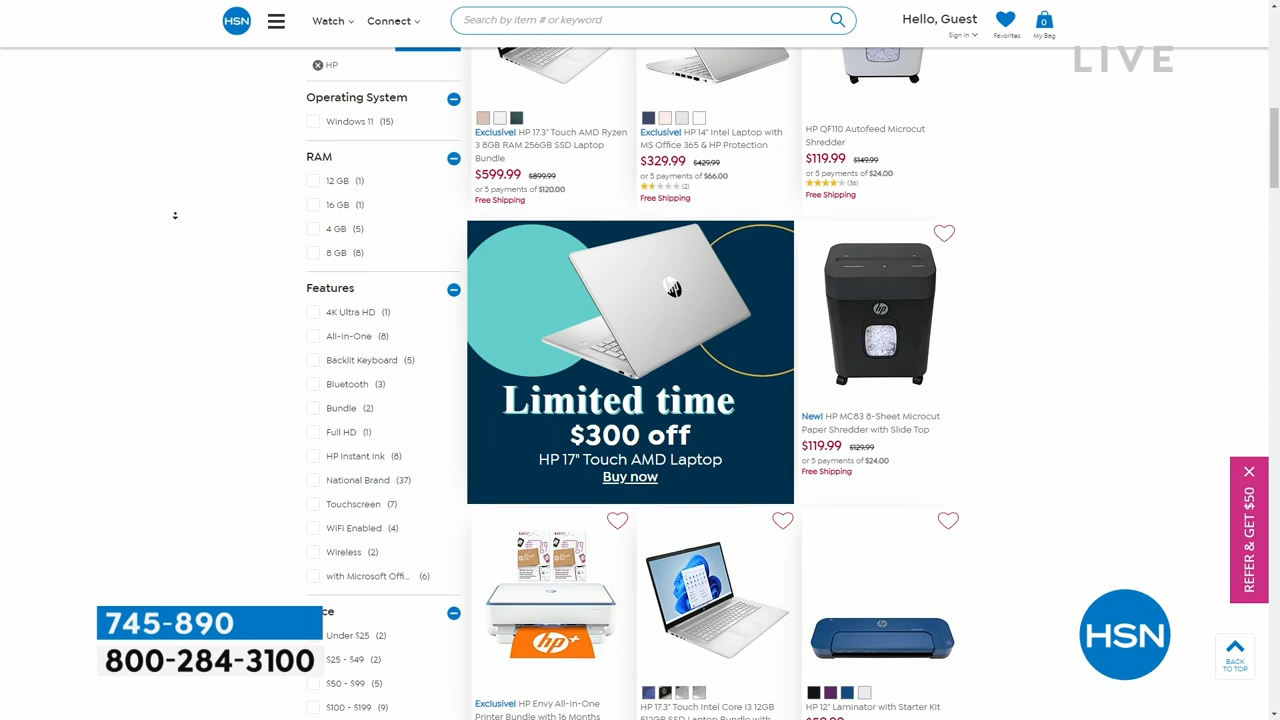 HSN
Watch
Connect
Search by item # or keyword
Hello, Guest
Sign In
Favorites
0
My Bag
LIVE
HP
Operating System
Windows 11 (15)
RAM
12 GB (1)
16 GB (1)
4 GB (5)
8 GB (8)
Features
4K Ultra HD (1)
All-In-One (8)
Backlit Keyboard (5)
Bluetooth (3)
Bundle (2)
Full HD (1)
HP Instant Ink (8)
National Brand (37)
Touchscreen (7)
WiFi Enabled (4)
Wireless (2)
with Microsoft Offi... (6)
ce
Under $25 (2)
$25 - $49 (2)
$50 - $99 (5)
$100 - $199 (9)
Exclusive! HP 17.3" Touch AMD Ryzen
3 8GB RAM 256GB SSD Laptop
Bundle
$599.99 $899.99
or 5 payments of $120.00
Free Shipping
Exclusive! HP 14" Intel Laptop with
MS Office 365 & HP Protection
$329.99 $429.99
or 5 payments of $66.00
(2)
Free Shipping
HP QF110 Autofeed Microcut
Shredder
$119.99 $149.99
or 5 payments of $24.00
(36)
Free Shipping
hp
Limited time
$300 off
HP 17" Touch AMD Laptop
Buy now
hp
New! HP MC83 8-Sheet Microcut
Paper Shredder with Slide Top
$119.99 $129.99
or 5 payments of $24.00
Free Shipping
hp+
Exclusive! HP Envy All-in-One
Printer Bundle with 16 Months
HP 17.3" Touch Intel Core i3 12GB
512GB SSD Laptop Bundle with
hp
HP 12" Laminator with Starter Kit
REFER & GET $50
745-890
800-284-3100
HSN
BACK
TO TOP